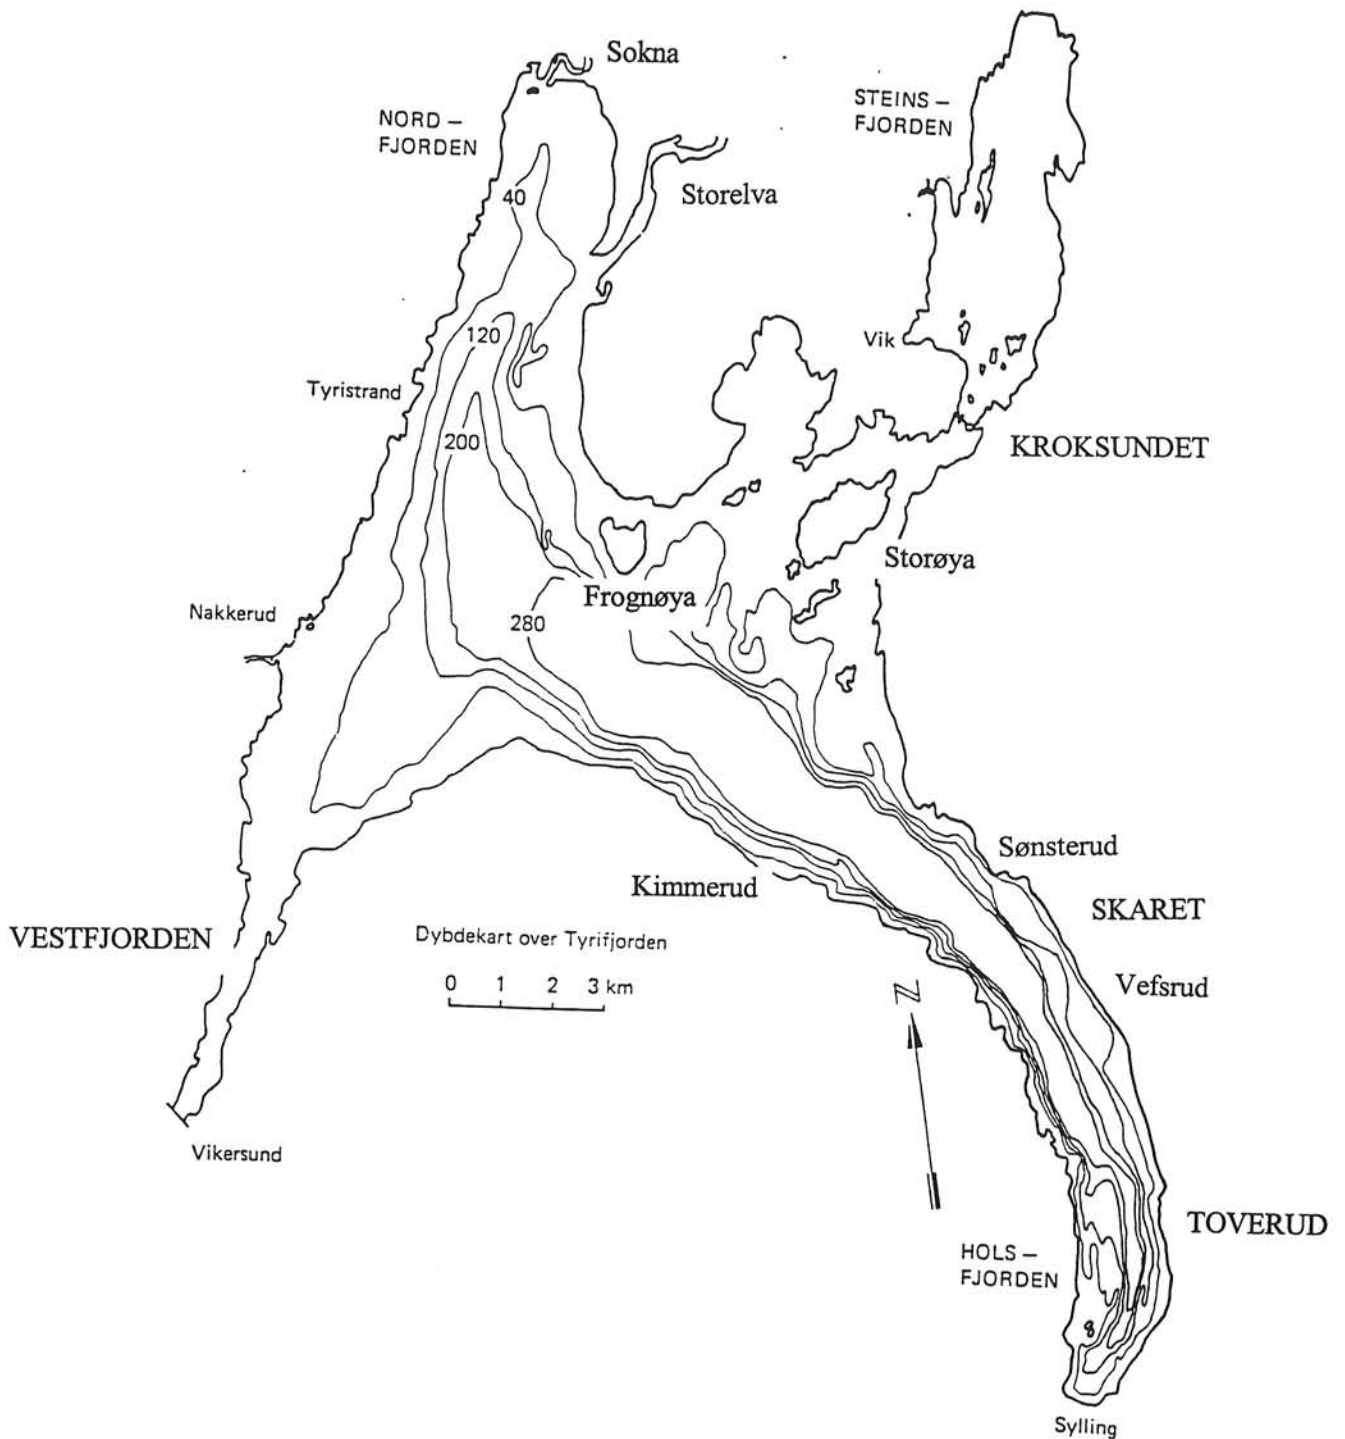 Sokna
NORD –
FJORDEN
STEINS –
FJORDEN
40
Storelva
120
Vik
Tyristrand
200
KROKSUNDET
Storøya
Nakkerud
Frognøya
280
Sønsterud
Kimmerud
SKARET
VESTFJORDEN
Dybdekart over Tyrifjorden
0 1 2 3 km
Vefsrud
N
Vikersund
TOVERUD
HOLS –
FJORDEN
Sylling